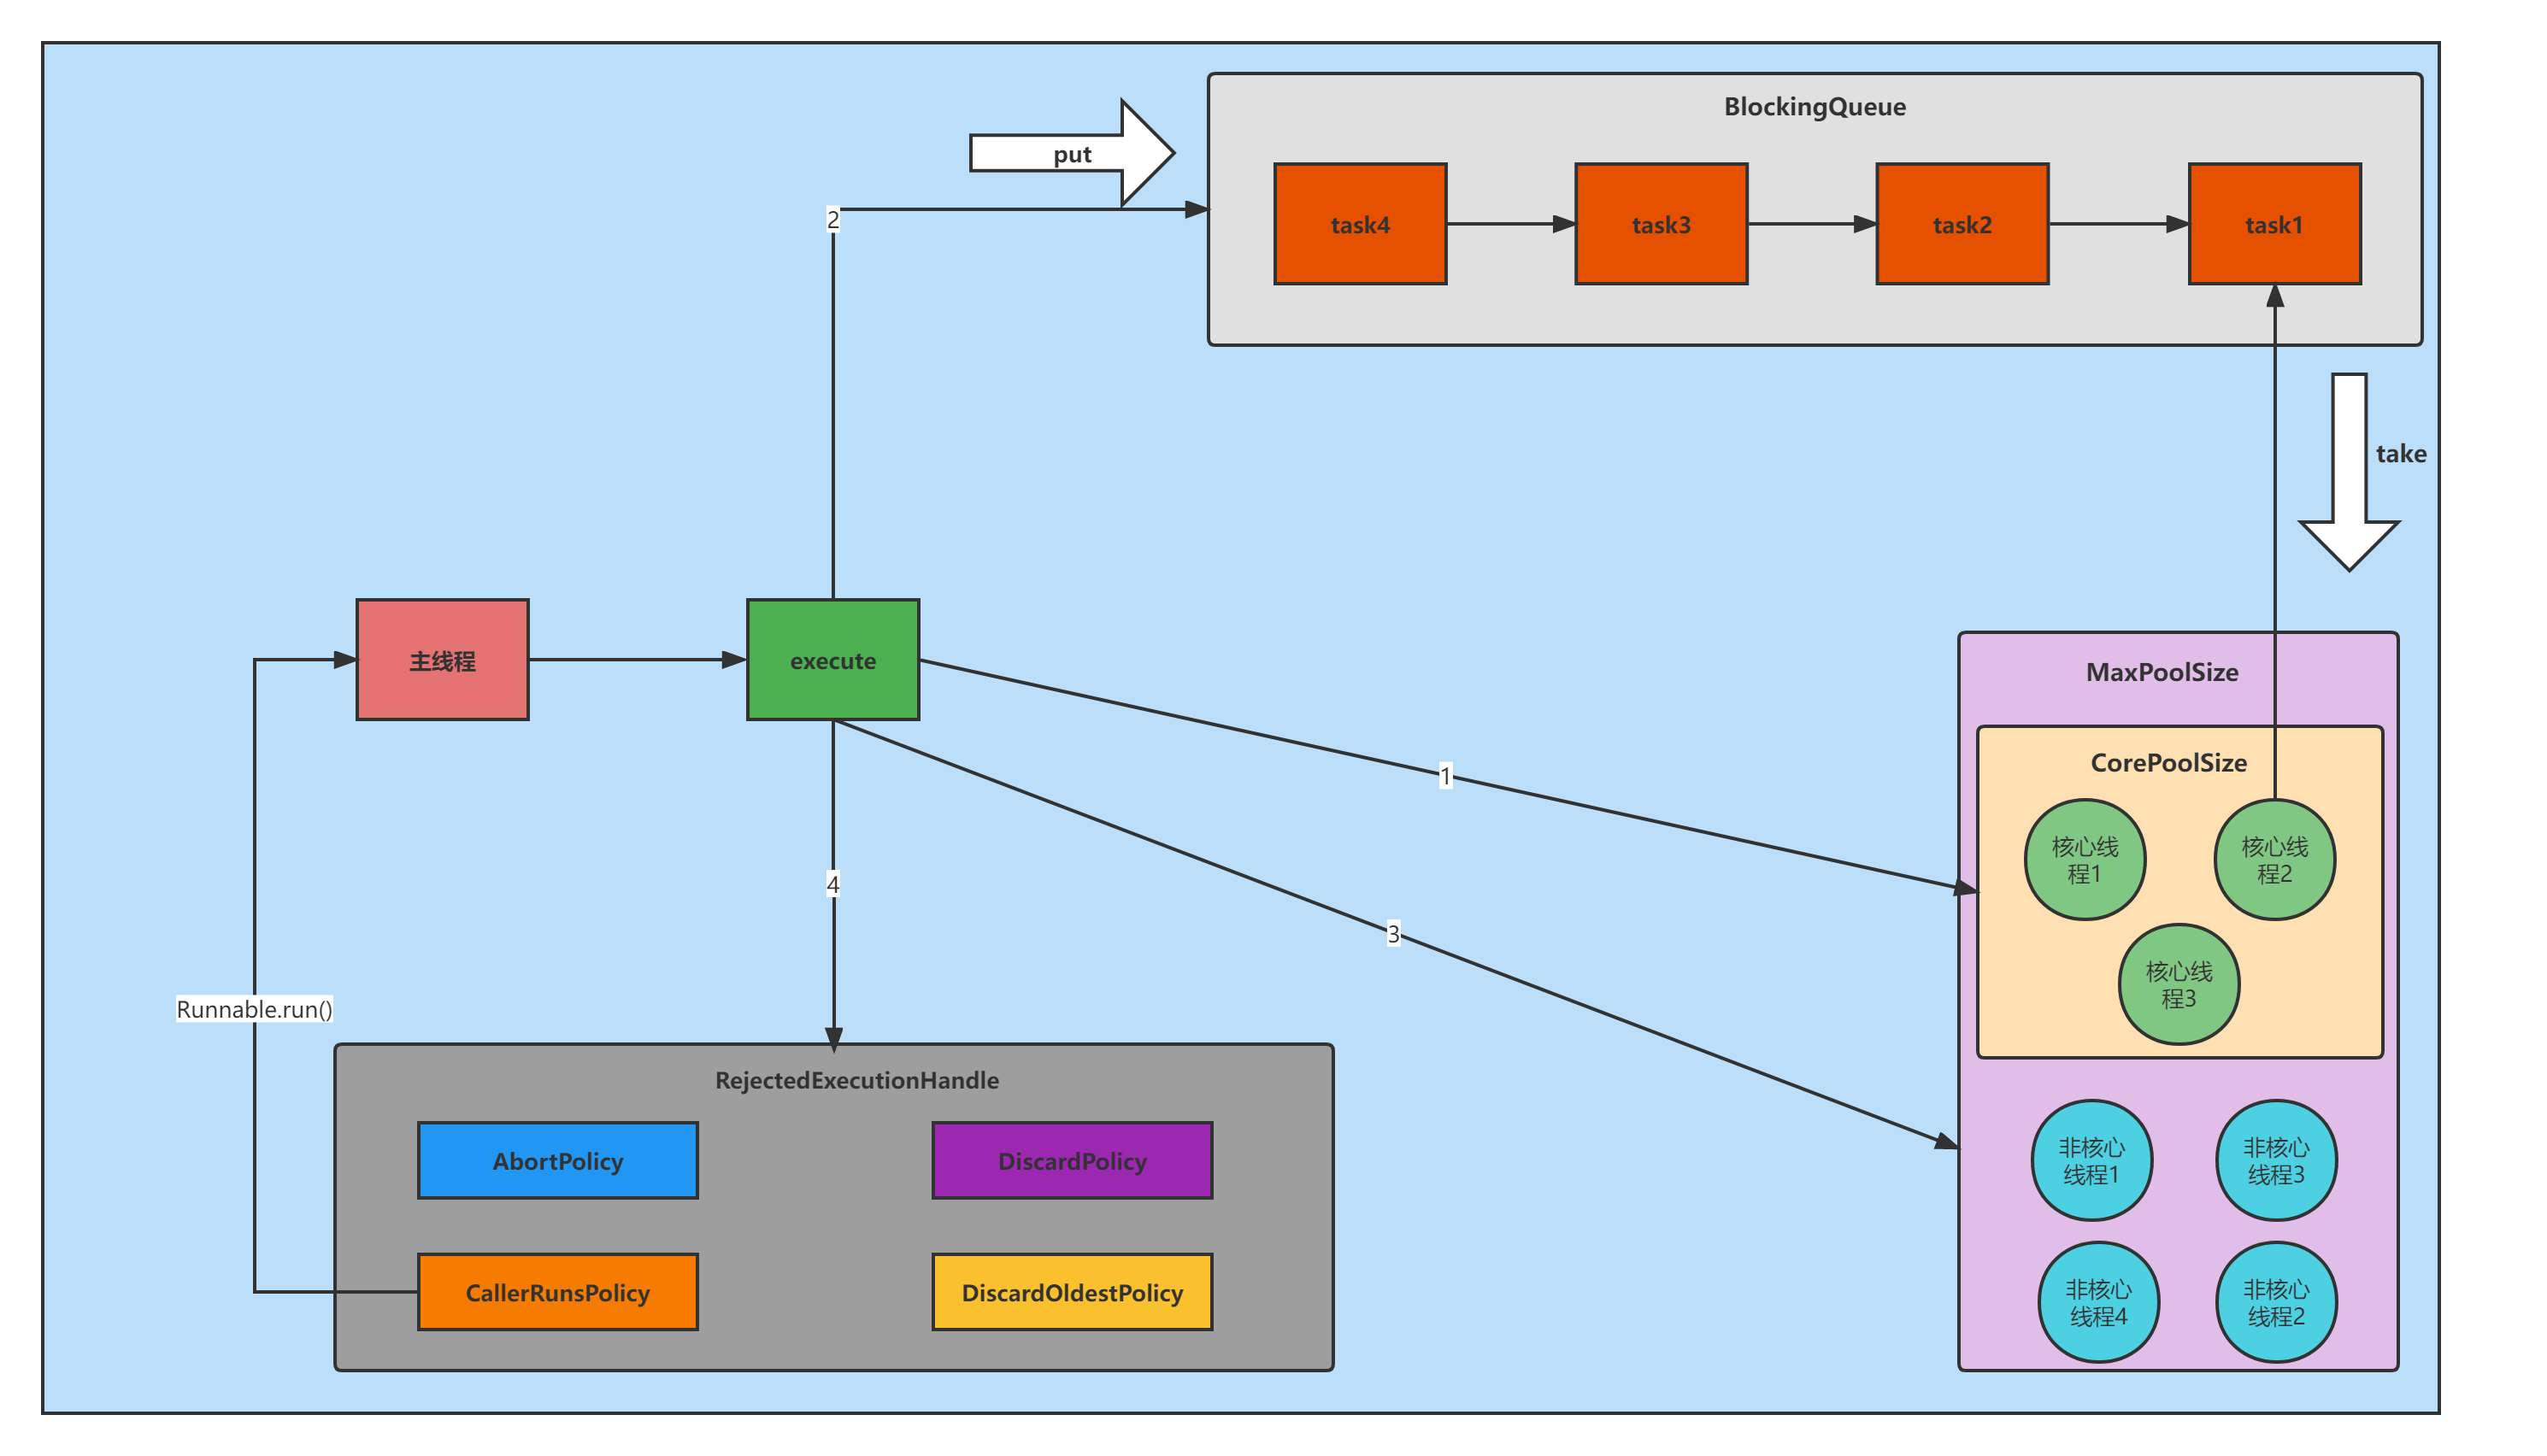 BlockingQueue
put
task4
task3
task2
task1
2
take
主线程
execute
MaxPoolSize
CorePoolSize
1
核心线
程1
核心线
程2
4
3
核心线
程3
Runnable.run()
RejectedExecutionHandle
AbortPolicy
DiscardPolicy
非核心
线程1
非核心
线程3
CallerRunsPolicy
DiscardOldestPolicy
非核心
线程4
非核心
线程2